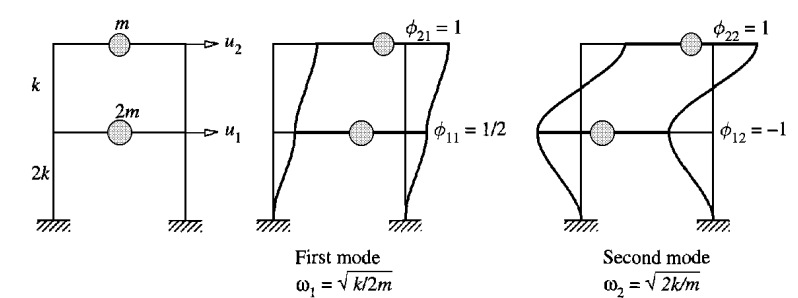 m
u₂
k
2m
u₁
2k
ϕ₂₁ = 1
ϕ₁₁ = 1/2
First mode
ω₁ = √k/2m
ϕ₂₂ = 1
ϕ₁₂ = −1
Second mode
ω₂ = √2k/m